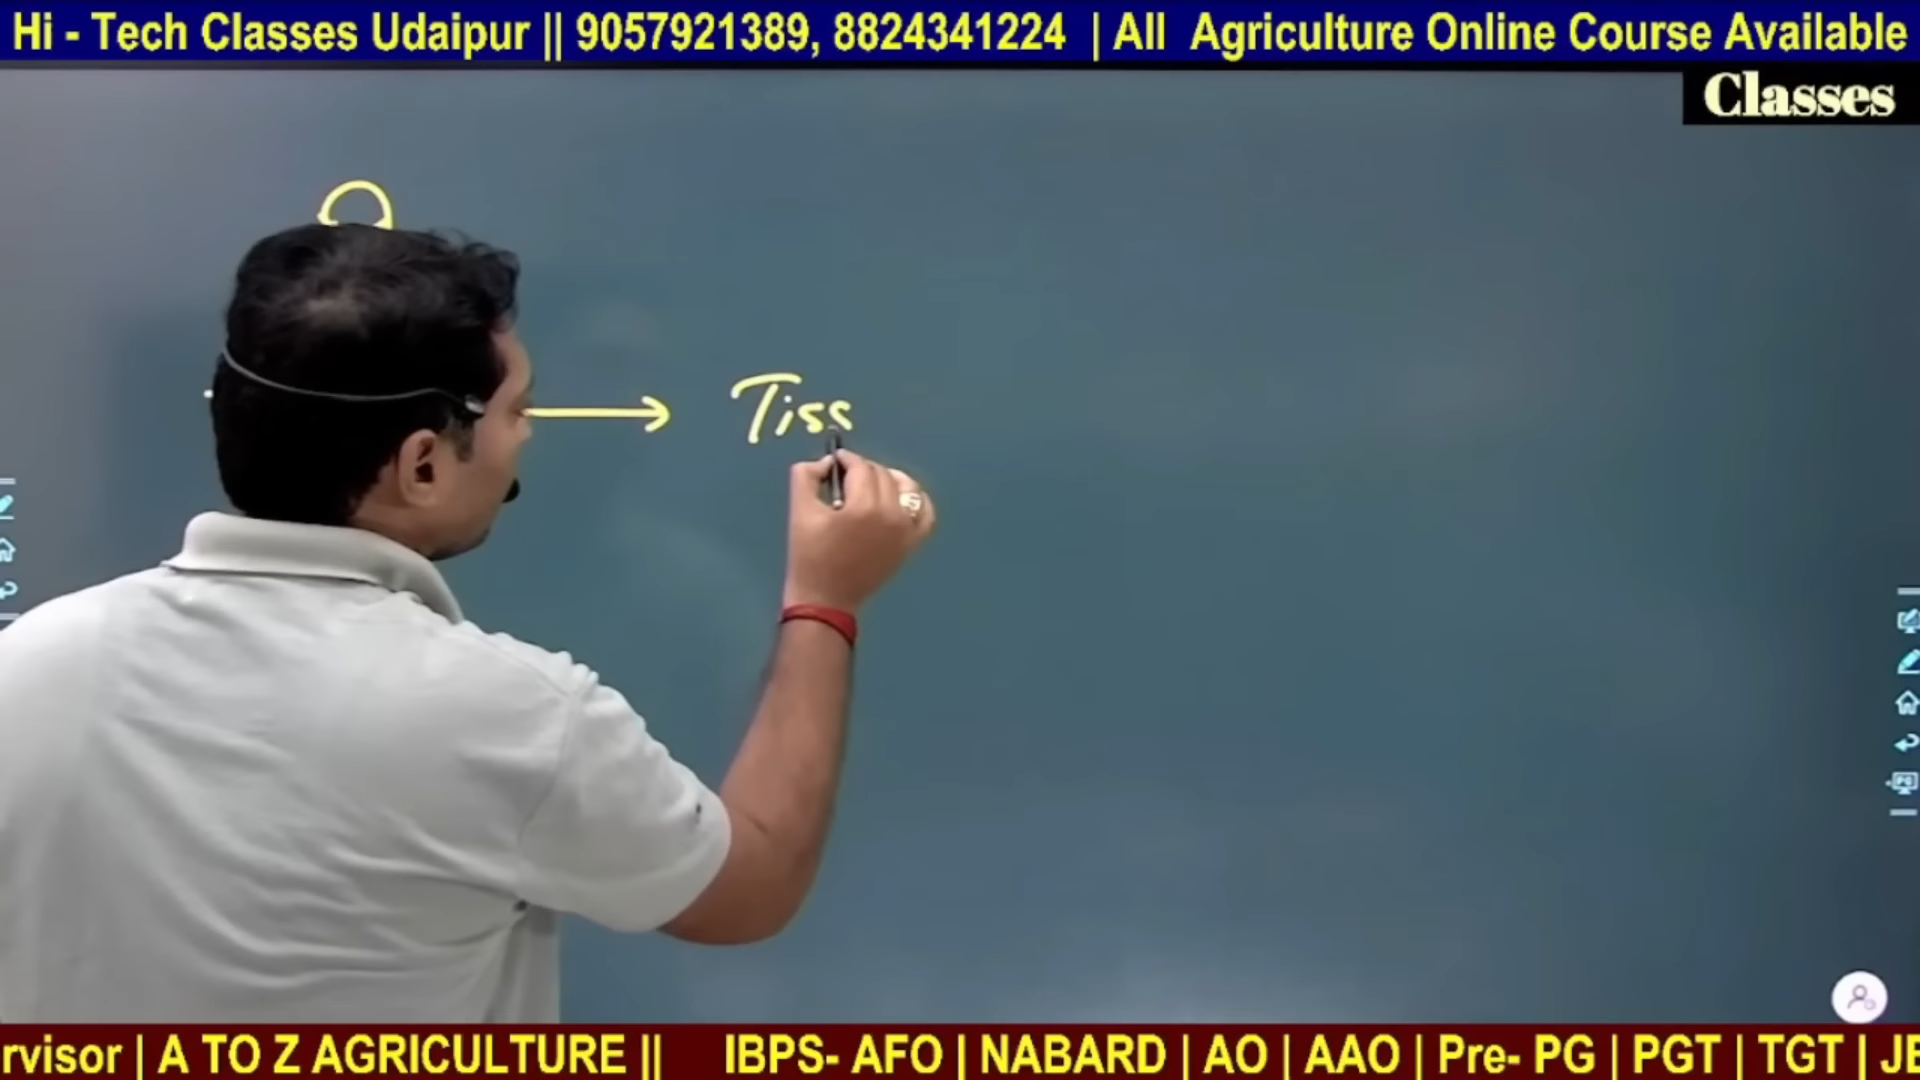 Hi - Tech Classes Udaipur || 9057921389, 8824341224 | All Agriculture Online Course Available
Classes
Tiss
rvisor | A TO Z AGRICULTURE || IBPS- AFO | NABARD | AO | AAO | Pre- PG | PGT | TGT | JE